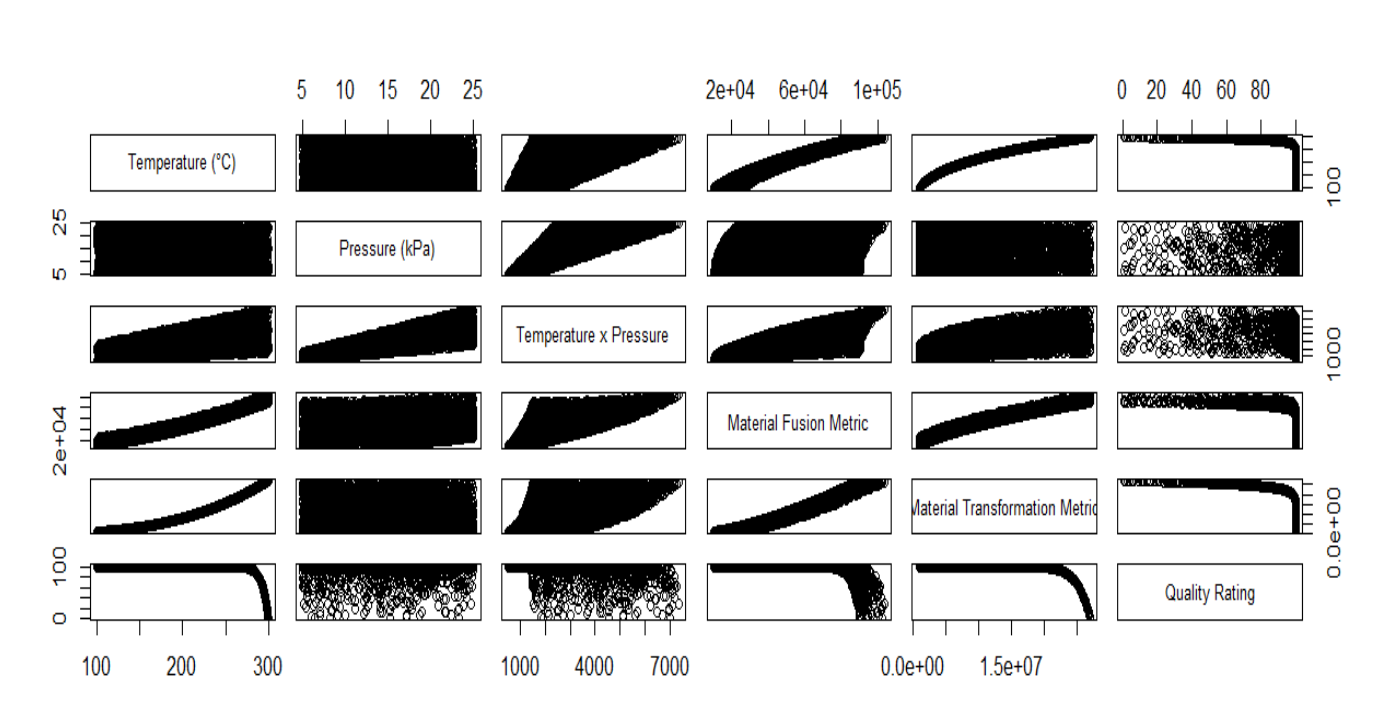 5 10 15 20 25
2e+04 6e+04 1e+05
0 20 40 60 80
Temperature (ºC)
100
5 25
Pressure (kPa)
Temperature x Pressure
1000
2e+04
Material Fusion Metric
Material Transformation Metric
0.0e+00
0 100
Quality Rating
100 200 300
1000 4000 7000
0.0e+00 1.5e+07